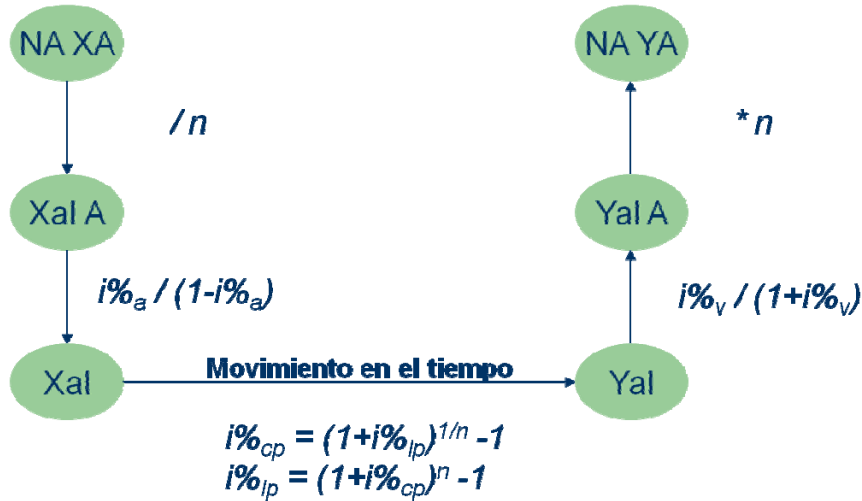 NA XA
NA YA
/ n
* n
Xal A
Yal A
i%a / (1-i%a)
i%v / (1+i%v)
Xal
Movimiento en el tiempo
Yal
i%cp = (1+i%lp)1/n -1
i%lp = (1+i%cp)n -1